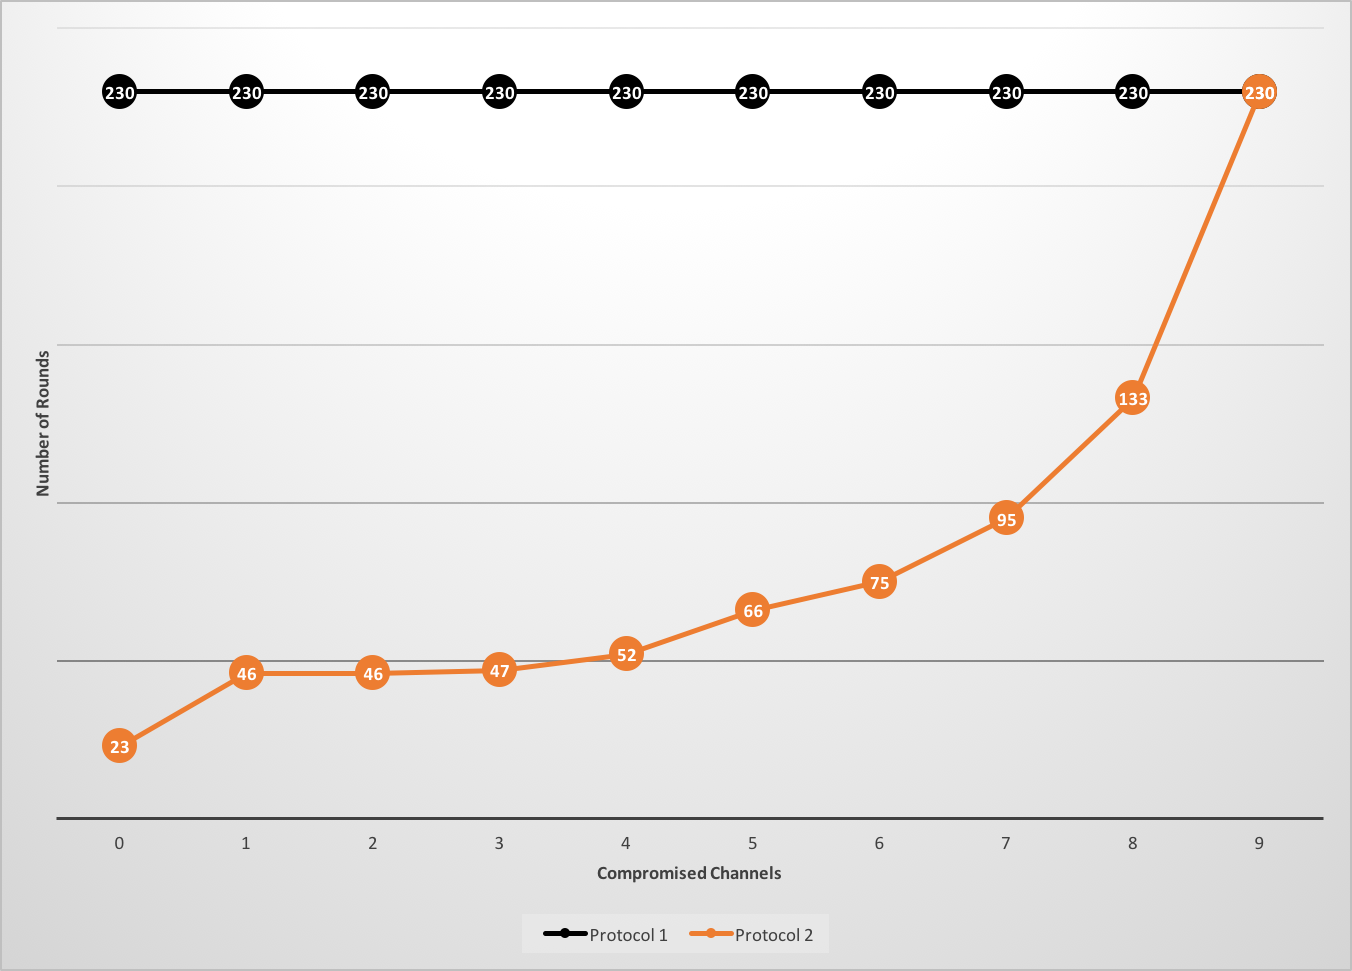 230 230 230 230 230 230 230 230 230 230
Number of Rounds
133
95
75
66
52
46 46 47
23
0 1 2 3 4 5 6 7 8 9
Compromised Channels
Protocol 1 Protocol 2